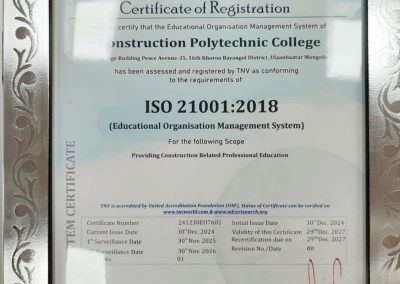 Certificate of Registration
certify that the Educational Organisation Management System of
Construction Polytechnic College
ge Building Peace Avenue-35, 16th Khoroo Bayangol District, Ulaanbaatar Mongolia
has been assessed and registered by TNV as conforming
to the requirements of:
ISO 21001:2018
(Educational Organisation Management System)
For the following Scope
Providing Construction Related Professional Education
TEM CERTIFICATE
TNV is accredited by United Accreditation Foundation (UAF), Status of Certificate can be verified on
www.tnvworld.com & www.iafcertsearch.org
Certificate Number 241230E07601 Initial Issue Date 30th Dec. 2024
Current Issue Date 30th Dec. 2024 Validity of this Certificate 29th Dec. 2027
1st Surveillance Date 30th Nov. 2025 Recertification due on 29th Dec. 2027
Surveillance Date 30th Nov. 2026 Revision No./Date 00
No. 01